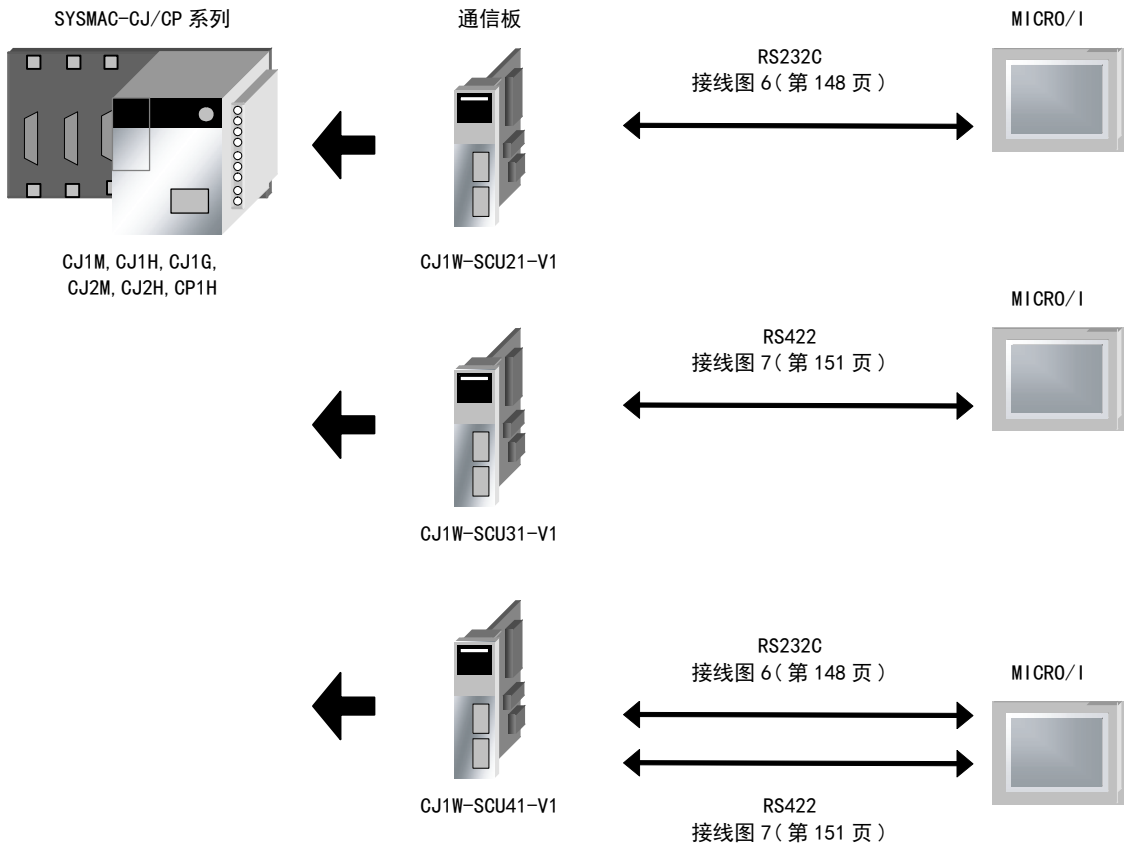 SYSMAC-CJ/CP 系列
通信板
MICRO/I
RS232C
接线图 6( 第 148 页 )
CJ1M, CJ1H, CJ1G,
CJ2M, CJ2H, CP1H
CJ1W-SCU21-V1
MICRO/I
RS422
接线图 7( 第 151 页 )
CJ1W-SCU31-V1
RS232C
接线图 6( 第 148 页 )
MICRO/I
CJ1W-SCU41-V1
RS422
接线图 7( 第 151 页 )